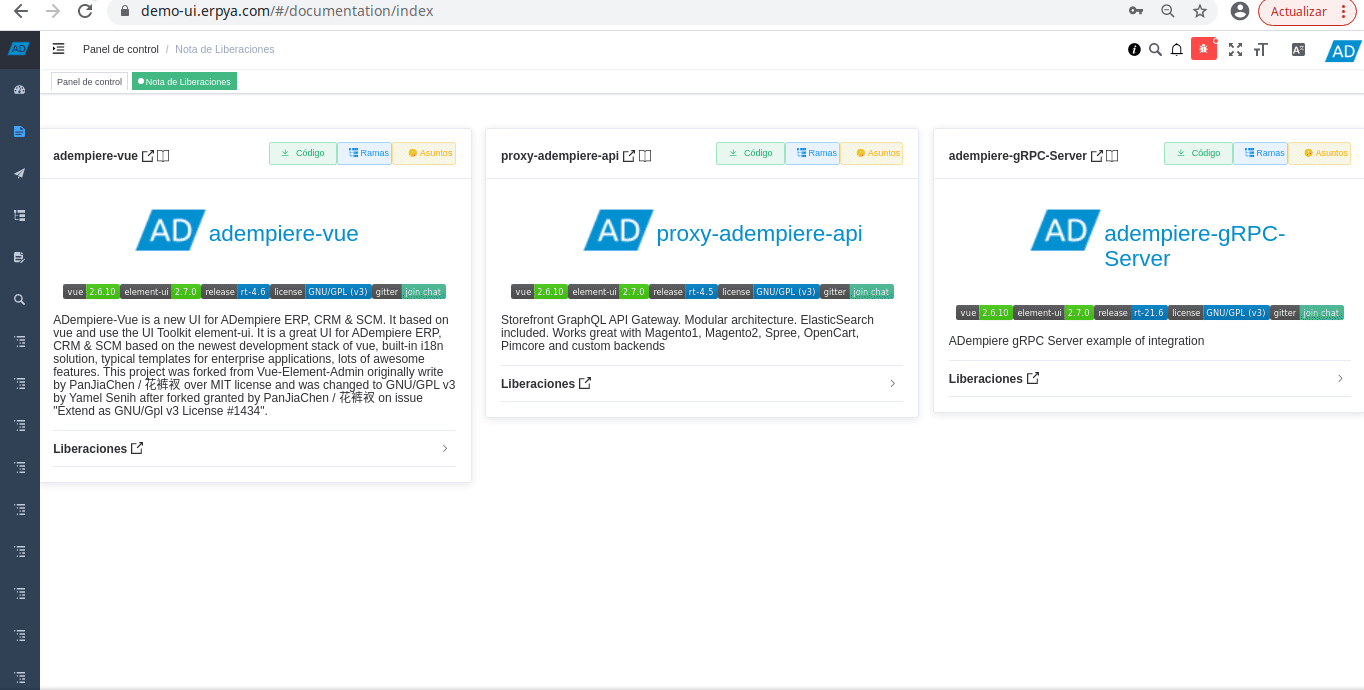 demo-ui.erpya.com/#/documentation/index
Actualizar
AD
Panel de control / Nota de Liberaciones
AD
Panel de control
Nota de Liberaciones
adempiere-vue
Código
Ramas
Asuntos
AD adempiere-vue
vue 2.6.10 element-ui 2.7.0 release rt-4.6 license GNU/GPL (v3) gitter join chat
ADempiere-Vue is a new UI for ADempiere ERP, CRM & SCM. It based on
vue and use the UI Toolkit element-ui. It is a great UI for ADempiere ERP,
CRM & SCM based on the newest development stack of vue, built-in i18n
solution, typical templates for enterprise applications, lots of awesome
features. This project was forked from Vue-Element-Admin originally write
by PanJiaChen / 花裤衩 over MIT license and was changed to GNU/GPL v3
by Yamel Senih after forked granted by PanJiaChen / 花裤衩 on issue
"Extend as GNU/Gpl v3 License #1434".
Liberaciones
proxy-adempiere-api
Código
Ramas
Asuntos
AD proxy-adempiere-api
vue 2.6.10 element-ui 2.7.0 release rt-4.5 license GNU/GPL (v3) gitter join chat
Storefront GraphQL API Gateway. Modular architecture. ElasticSearch
included. Works great with Magento1, Magento2, Spree, OpenCart,
Pimcore and custom backends
Liberaciones
adempiere-gRPC-Server
Código
Ramas
Asuntos
AD adempiere-gRPC-
Server
vue 2.6.10 element-ui 2.7.0 release rt-21.6 license GNU/GPL (v3) gitter join chat
ADempiere gRPC Server example of integration
Liberaciones